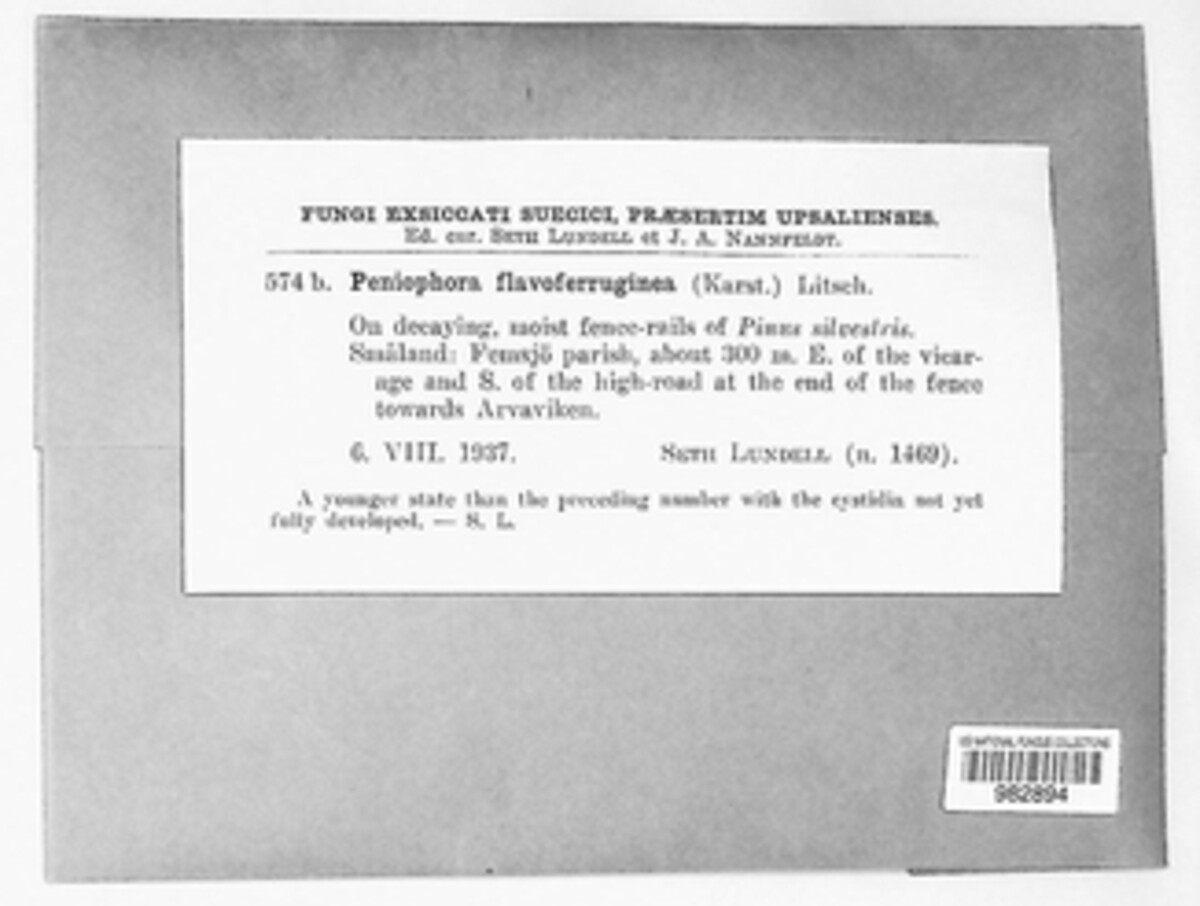 FUNGI EXSICCATI SUECICI, PRÆSERTIM UPSALIENSES.
Ed. cur. SETH LUNDELL et J. A. NANNFELDT.
574 b. Peniophora flavoferruginea (Karst.) Litsch.
On decaying, moist fence-rails of Pinus silvestris.
Småland: Femsjö parish, about 300 m. E. of the vicar-
age and S. of the high-road at the end of the fence
towards Arvaviken.
6. VIII. 1937. SETH LUNDELL (n. 1469).
A younger state than the preceding number with the cystidia not yet
fully developed. — S. L.
US NATIONAL FUNGUS COLLECTIONS
982894